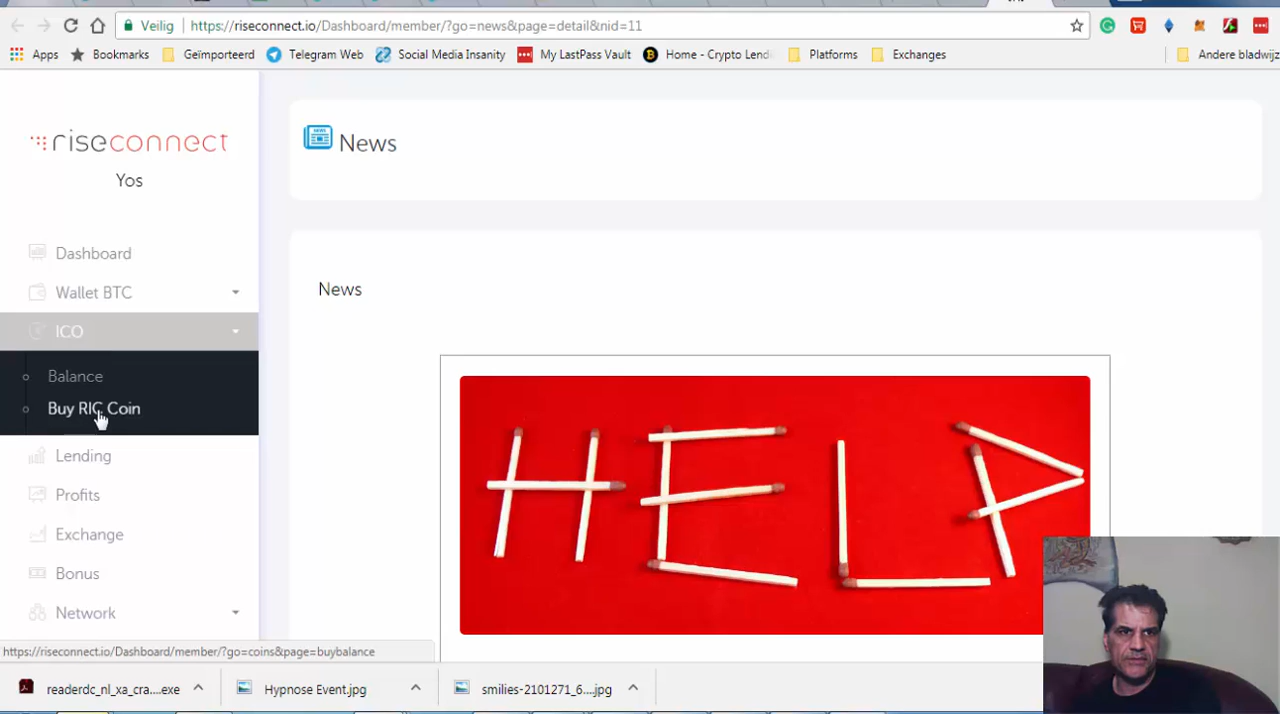 Veilig https://riseconnect.io/Dashboard/member/?go=news&page=detail&nid=11
Apps Bookmarks Geïmporteerd Telegram Web Social Media Insanity My LastPass Vault Home - Crypto Lendi Platforms Exchanges Andere bladwijz
riseconnect
Yos
Dashboard
Wallet BTC
ICO
Balance
Buy RIC Coin
Lending
Profits
Exchange
Bonus
Network
News
News
HELP
https://riseconnect.io/Dashboard/member/?go=coins&page=buybalance
readerdc_nl_xa_cra....exe Hypnose Event.jpg smilies-2101271_6....jpg